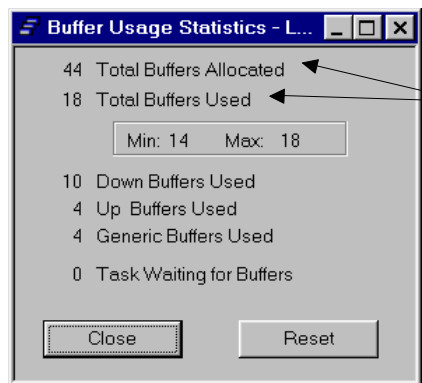 Buffer Usage Statistics - L...
44 Total Buffers Allocated
18 Total Buffers Used
Min: 14 Max: 18
10 Down Buffers Used
4 Up Buffers Used
4 Generic Buffers Used
0 Task Waiting for Buffers
Close Reset